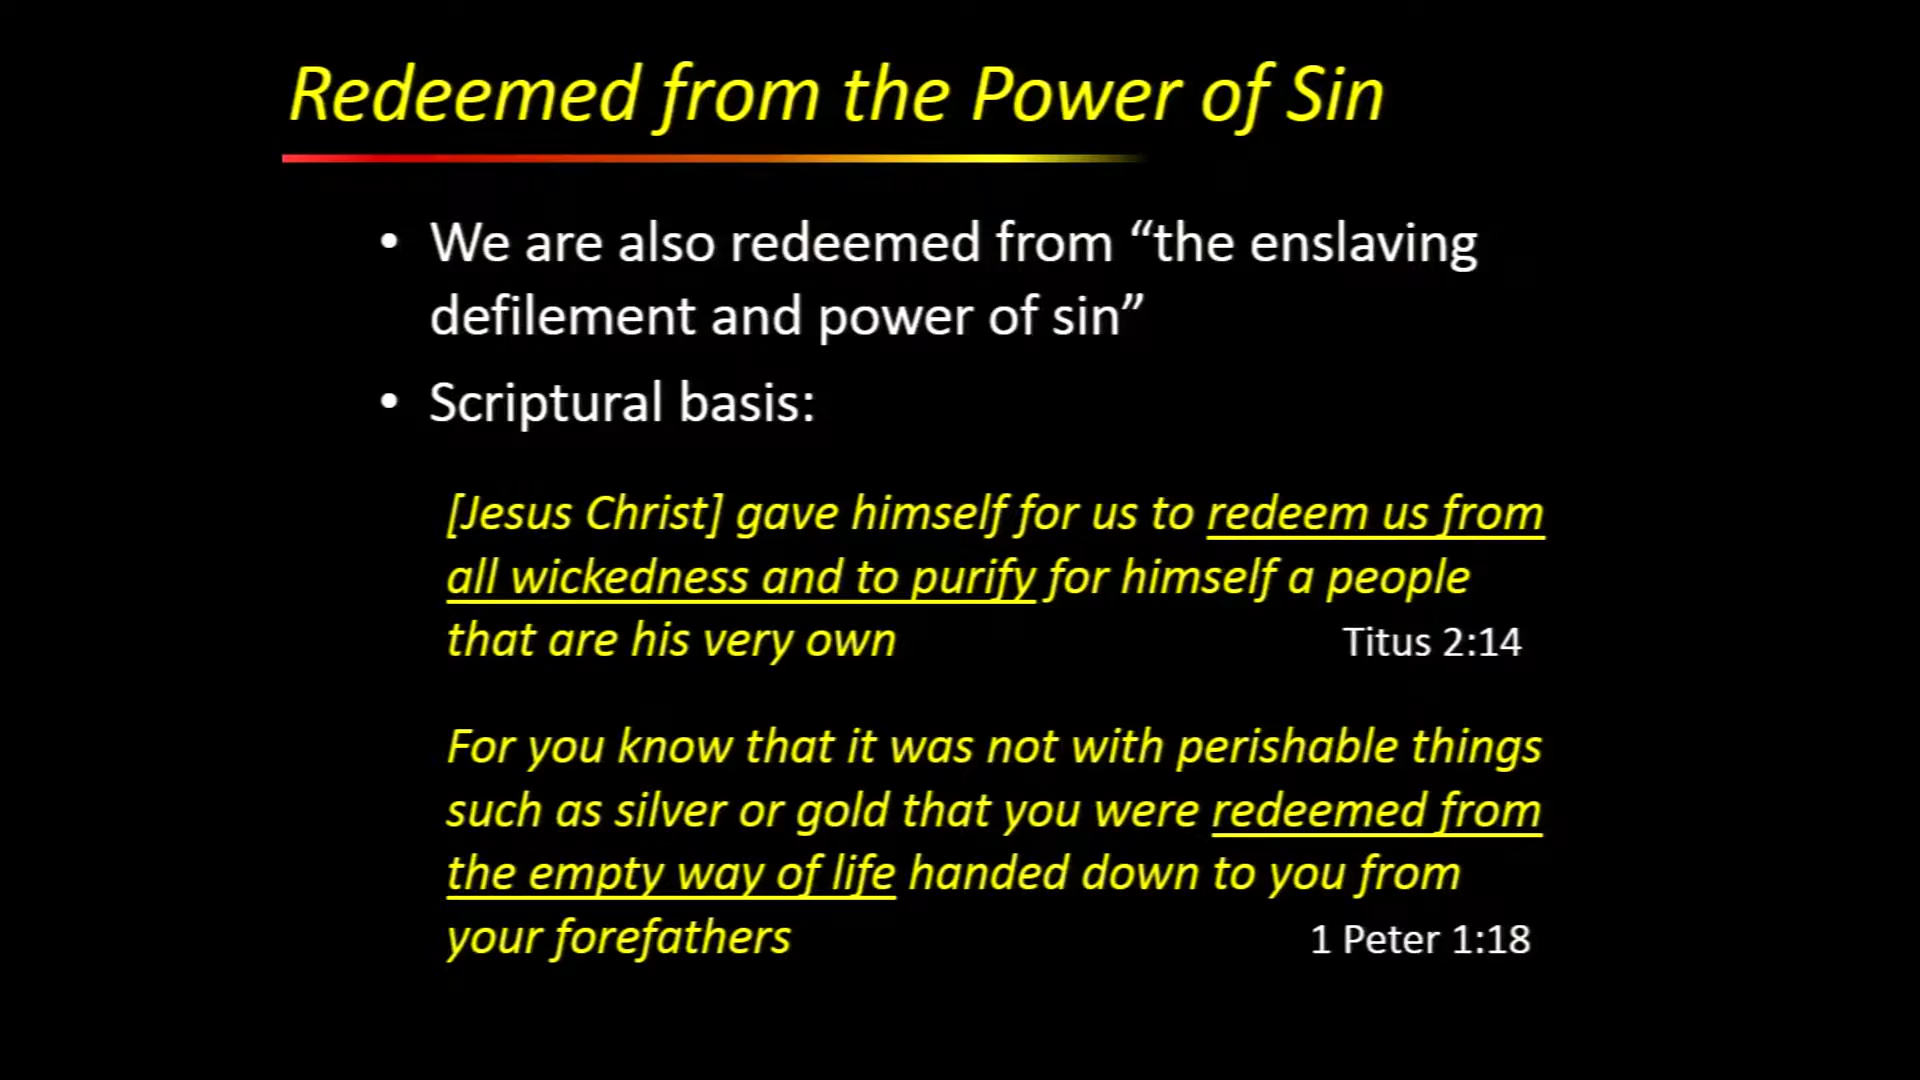 Redeemed from the Power of Sin
• We are also redeemed from “the enslaving
defilement and power of sin”
• Scriptural basis:
[Jesus Christ] gave himself for us to redeem us from
all wickedness and to purify for himself a people
that are his very own Titus 2:14
For you know that it was not with perishable things
such as silver or gold that you were redeemed from
the empty way of life handed down to you from
your forefathers 1 Peter 1:18